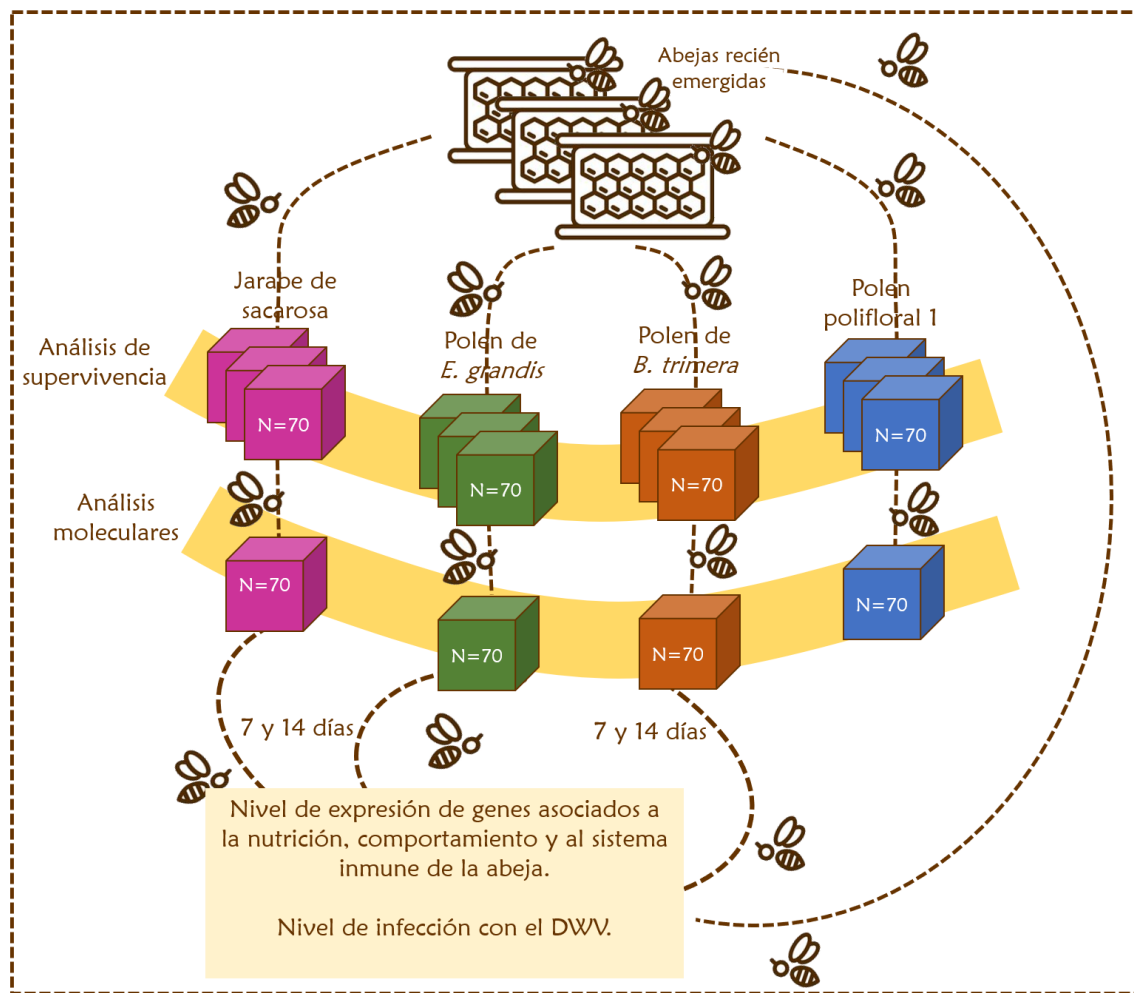 Abejas recién
emergidas
Jarabe de
sacarosa
Polen de
E. grandis
Polen de
B. trimera
Polen
polifloral 1
Análisis de
supervivencia
N=70
N=70
N=70
N=70
Análisis
moleculares
N=70
N=70
N=70
N=70
7 y 14 días
7 y 14 días
Nivel de expresión de genes asociados a
la nutrición, comportamiento y al sistema
inmune de la abeja.
Nivel de infección con el DWV.